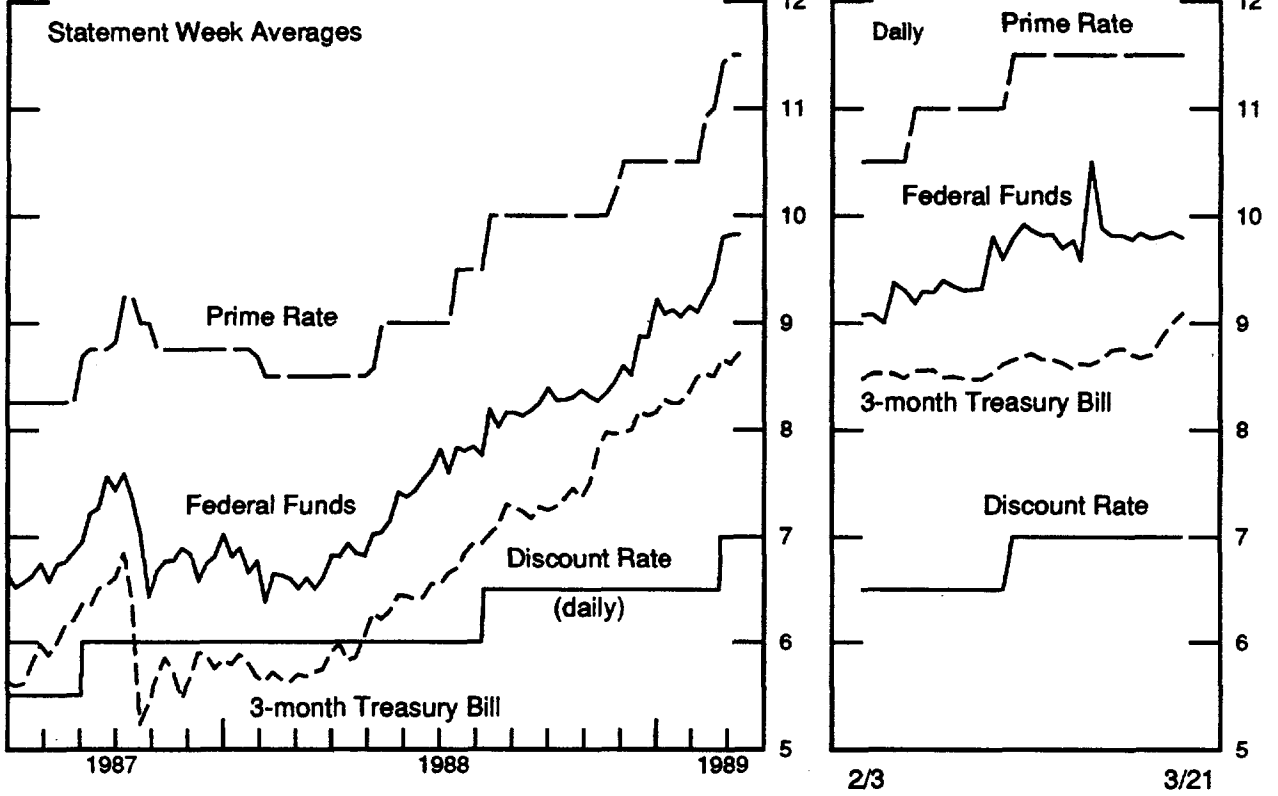 Statement Week Averages
Prime Rate
Federal Funds
Discount Rate
(daily)
3-month Treasury Bill
12
11
10
9
8
7
6
5
1987
1988
1989
Daily
Prime Rate
Federal Funds
3-month Treasury Bill
Discount Rate
12
11
10
9
8
7
6
5
2/3
3/21